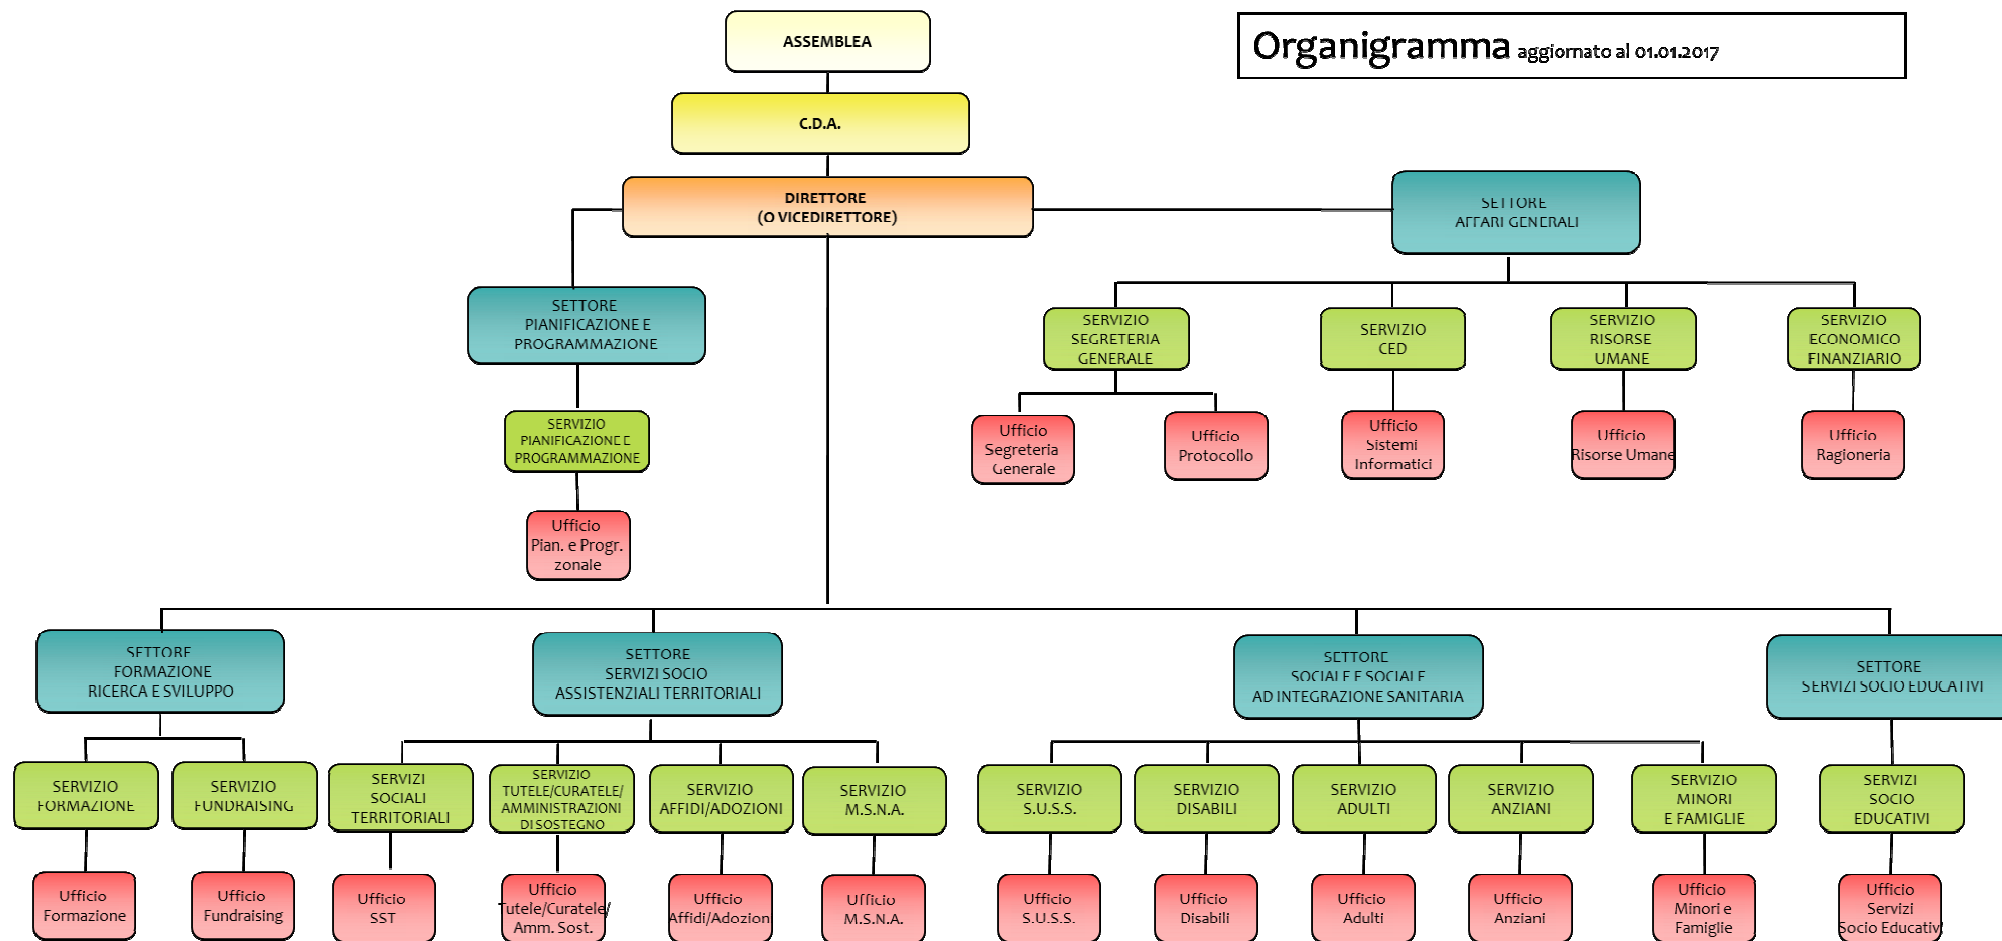 ASSEMBLEA
Organigramma aggiornato al 01.01.2017
C.D.A.
DIRETTORE
(O VICEDIRETTORE)
SETTORE
AFFARI GENERALI
SETTORE
PIANIFICAZIONE E
PROGRAMMAZIONE
SERVIZIO
SEGRETERIA
GENERALE
SERVIZIO
CED
SERVIZIO
RISORSE
UMANE
SERVIZIO
ECONOMICO
FINANZIARIO
SERVIZIO
PIANIFICAZIONE E
PROGRAMMAZIONE
Ufficio
Segreteria
Generale
Ufficio
Protocollo
Ufficio
Sistemi
Informatici
Ufficio
Risorse Umane
Ufficio
Ragioneria
Ufficio
Pian. e Progr.
zonale
SETTORE
FORMAZIONE
RICERCA E SVILUPPO
SETTORE
SERVIZI SOCIO
ASSISTENZIALI TERRITORIALI
SETTORE
SOCIALE E SOCIALE
AD INTEGRAZIONE SANITARIA
SETTORE
SERVIZI SOCIO EDUCATIVI
SERVIZIO
FORMAZIONE
SERVIZIO
FUNDRAISING
SERVIZI
SOCIALI
TERRITORIALI
SERVIZIO
TUTELE/CURATELE/
AMMINISTRAZIONI
DI SOSTEGNO
SERVIZIO
AFFIDI/ADOZIONI
SERVIZIO
M.S.N.A.
SERVIZIO
S.U.S.S.
SERVIZIO
DISABILI
SERVIZIO
ADULTI
SERVIZIO
ANZIANI
SERVIZIO
MINORI
E FAMIGLIE
SERVIZI
SOCIO
EDUCATIVI
Ufficio
Formazione
Ufficio
Fundraising
Ufficio
SST
Ufficio
Tutele/Curatele/
Amm. Sost.
Ufficio
Affidi/Adozioni
Ufficio
M.S.N.A.
Ufficio
S.U.S.S.
Ufficio
Disabili
Ufficio
Adulti
Ufficio
Anziani
Ufficio
Minori e
Famiglie
Ufficio
Servizi
Socio Educativi